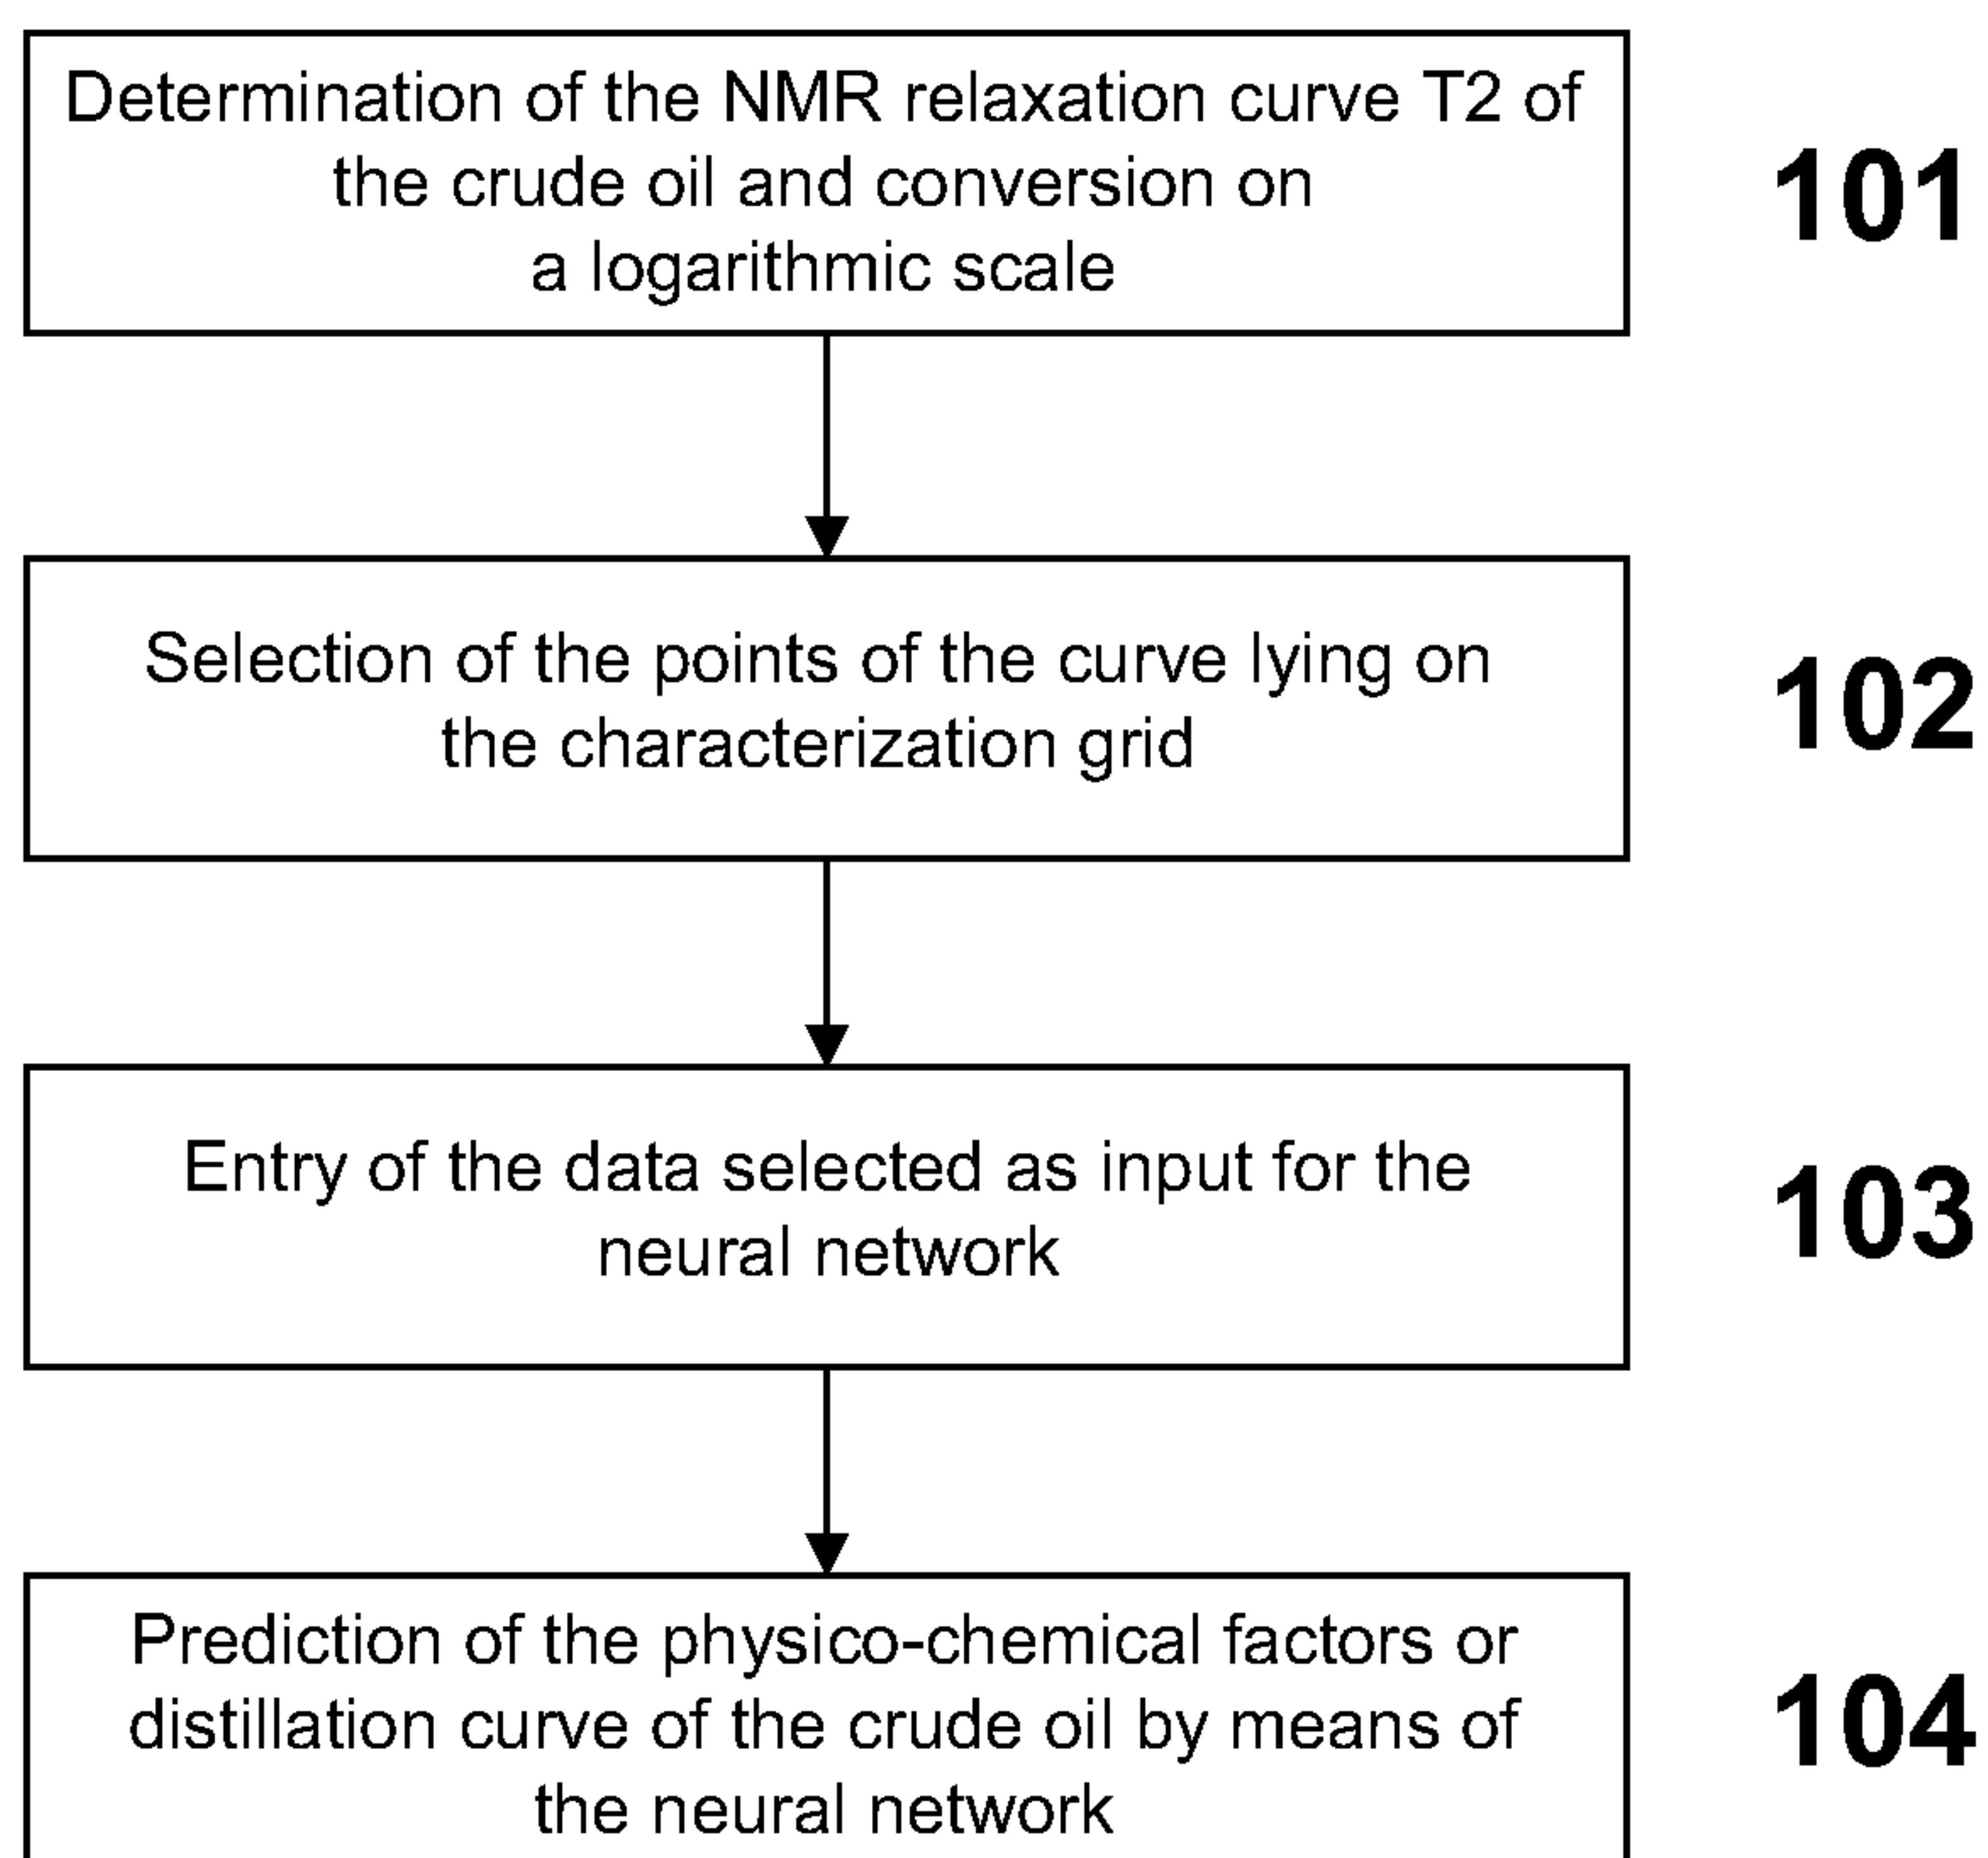 Determination of the NMR relaxation curve T2 of
the crude oil and conversion on
a logarithmic scale
101
Selection of the points of the curve lying on
the characterization grid
102
Entry of the data selected as input for the
neural network
103
Prediction of the physico-chemical factors or
distillation curve of the crude oil by means of
the neural network
104